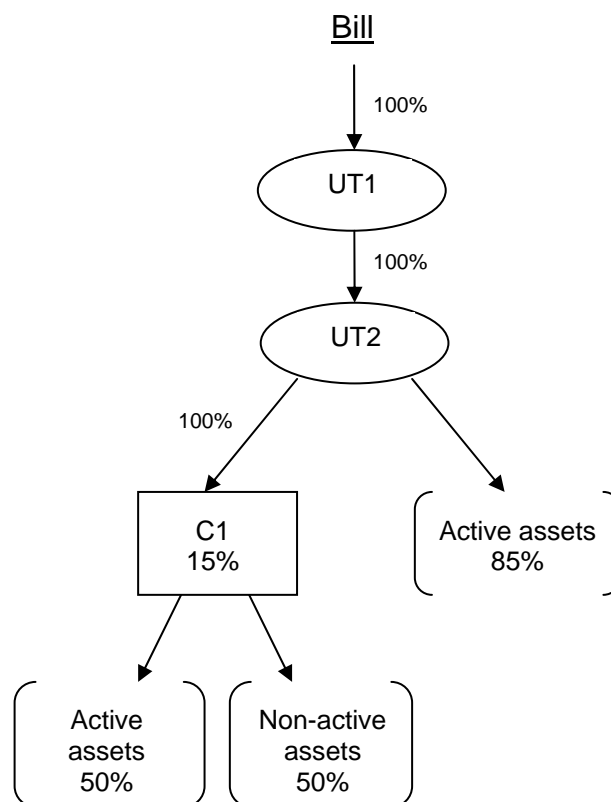 Bill
100%
UT1
100%
UT2
100%
C1
15%
Active assets
85%
Active
assets
50%
Non-active
assets
50%